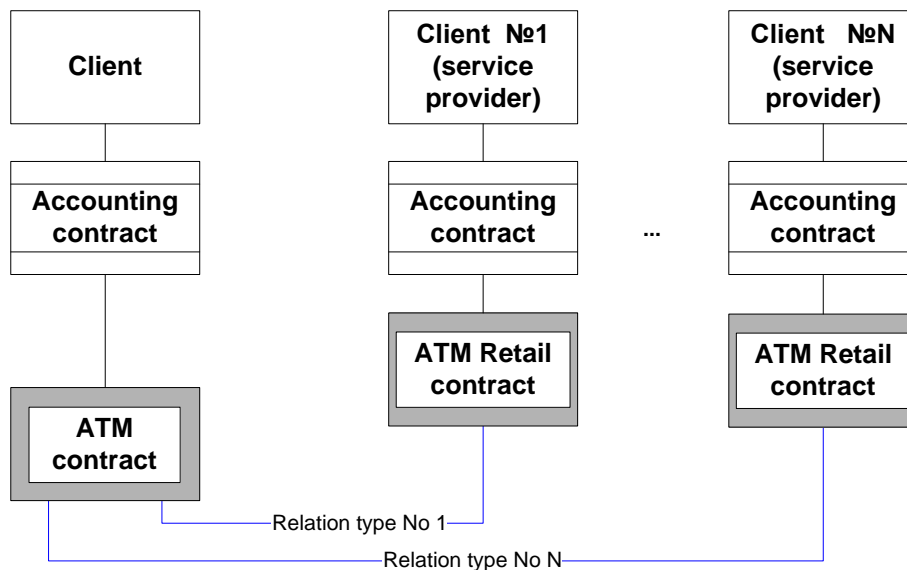 Client
Client №1
(service
provider)
Client №N
(service
provider)
Accounting
contract
Accounting
contract
...
Accounting
contract
ATM Retail
contract
ATM Retail
contract
ATM
contract
Relation type No 1
Relation type No N